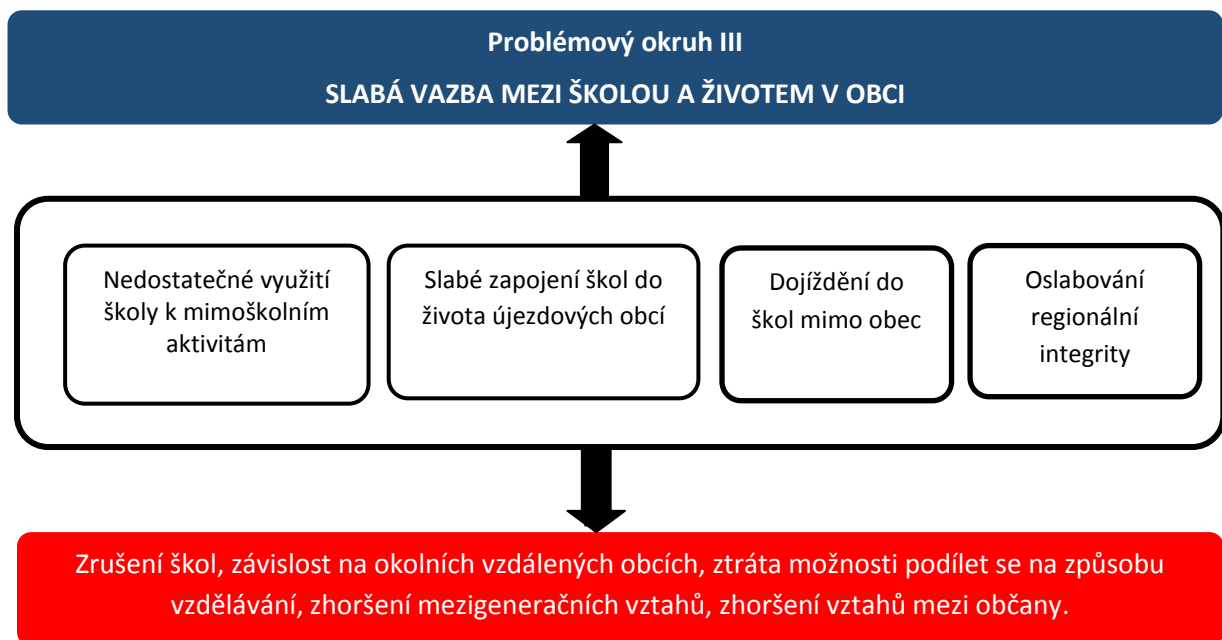 Problémový okruh III
SLABÁ VAZBA MEZI ŠKOLOU A ŽIVOTEM V OBCI
Nedostatečné využití
školy k mimoškolním
aktivitám
Slabé zapojení škol do
života újezdových obcí
Dojíždění do
škol mimo obec
Oslabování
regionální
integrity
Zrušení škol, závislost na okolních vzdálených obcích, ztráta možnosti podílet se na způsobu
vzdělávání, zhoršení mezigeneračních vztahů, zhoršení vztahů mezi občany.